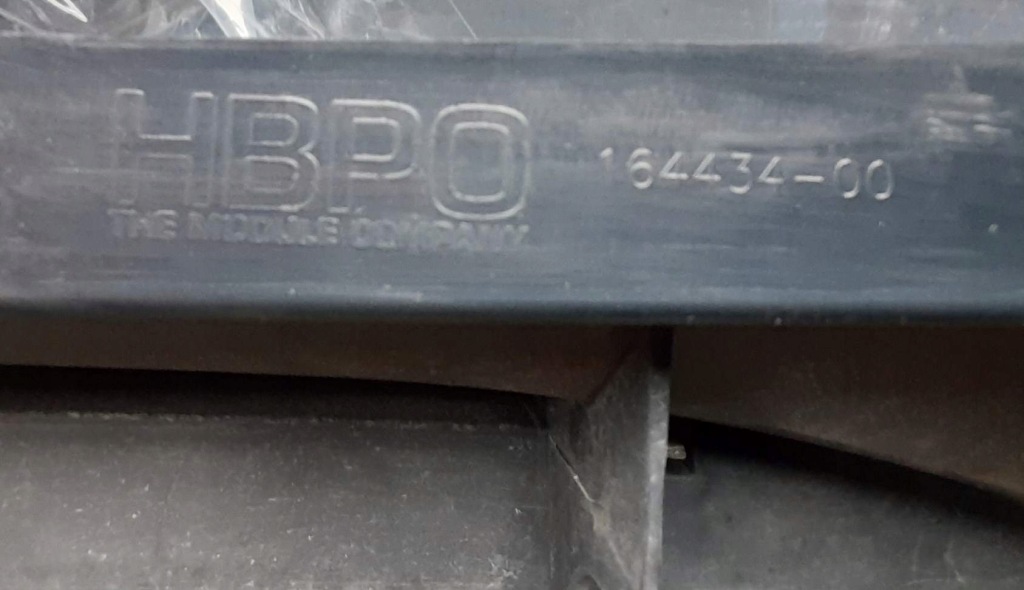 HBPO 164434-00
THE MODULE COMPANY